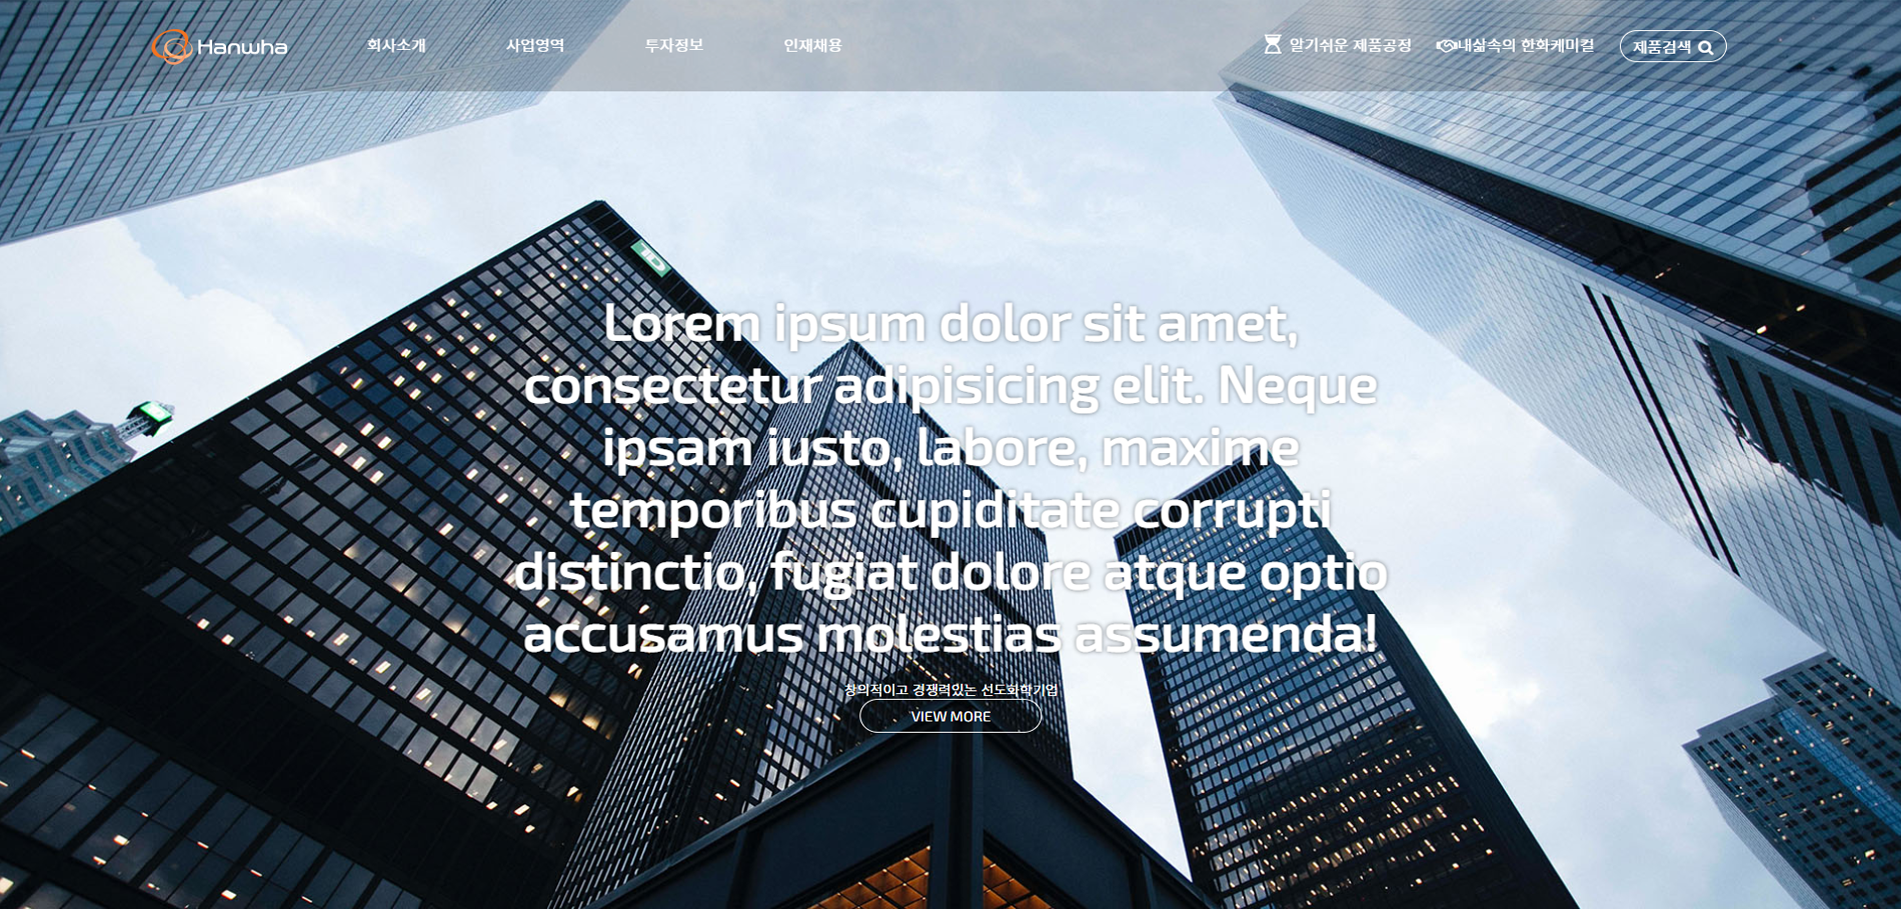 Hanwha
회사소개
사업영역
투자정보
인재채용
알기쉬운 제품공정
내삶속의 한화케미컬
제품검색
TD
Lorem ipsum dolor sit amet,
consectetur adipisicing elit. Neque
ipsam iusto, labore, maxime
temporibus cupiditate corrupti
distinctio, fugiat dolore atque optio
accusamus molestias assumenda!
창의적이고 경쟁력있는 선도화학기업
VIEW MORE